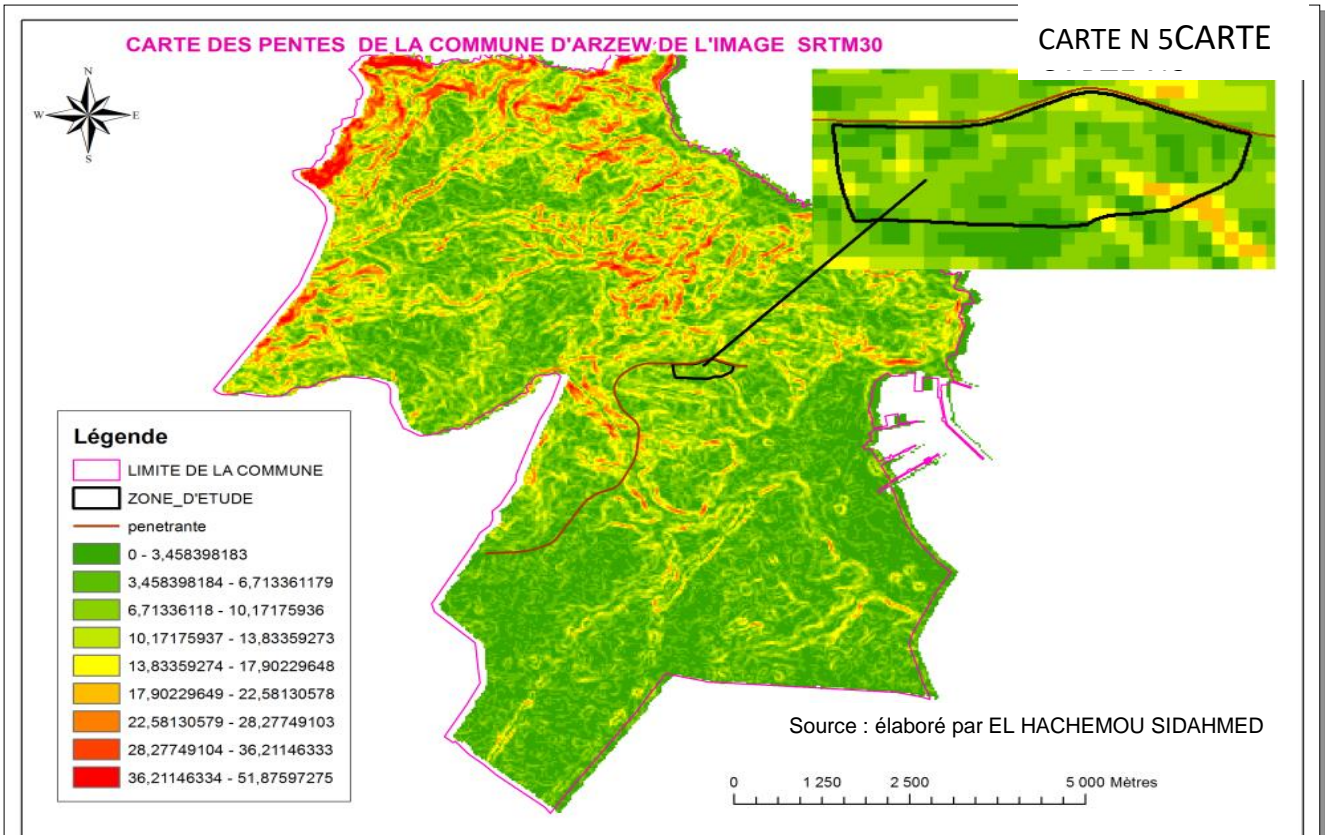 CARTE DES PENTES DE LA COMMUNE D'ARZEW DE L'IMAGE SRTM30
CARTE N 5CARTE
N
W
E
S
Légende
LIMITE DE LA COMMUNE
ZONE_D'ETUDE
penetrante
0 - 3,458398183
3,458398184 - 6,713361179
6,71336118 - 10,17175936
10,17175937 - 13,83359273
13,83359274 - 17,90229648
17,90229649 - 22,58130578
22,58130579 - 28,27749103
28,27749104 - 36,21146333
36,21146334 - 51,87597275
Source : élaboré par EL HACHEMOU SIDAHMED
0 1 250 2 500 5 000 Mètres